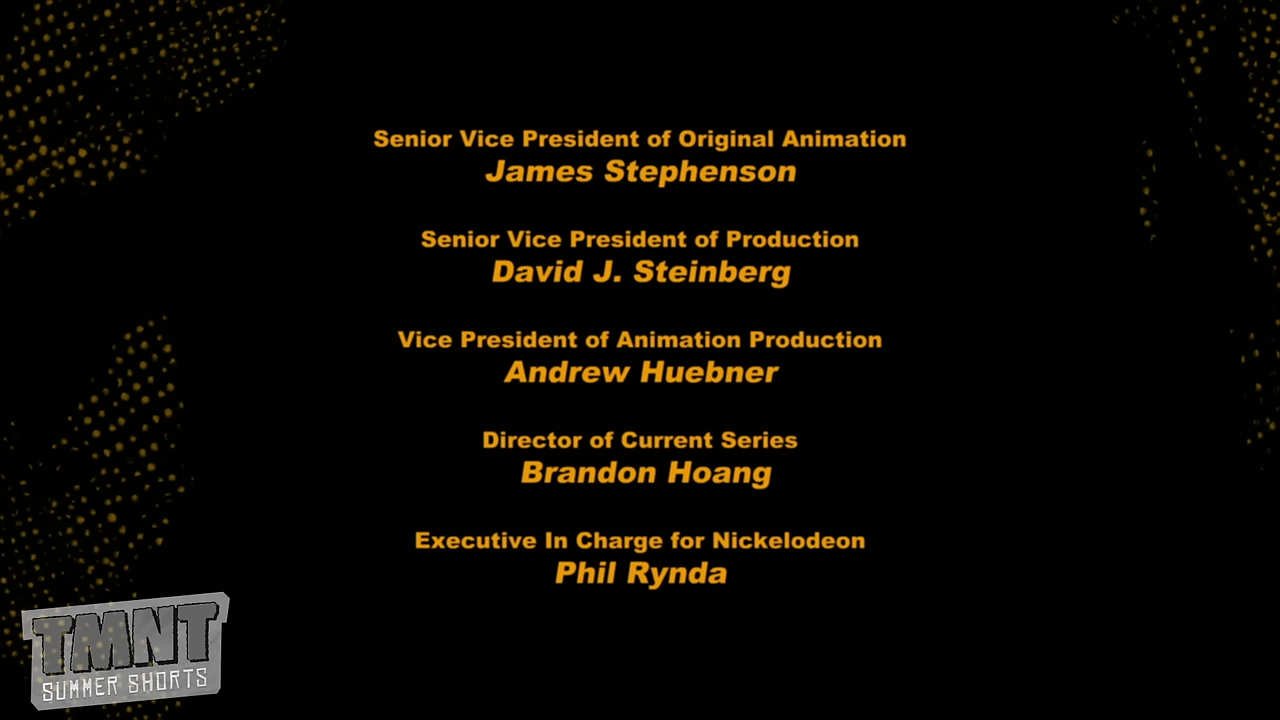 Senior Vice President of Original Animation
James Stephenson
Senior Vice President of Production
David J. Steinberg
Vice President of Animation Production
Andrew Huebner
Director of Current Series
Brandon Hoang
Executive In Charge for Nickelodeon
Phil Rynda
TMNT
SUMMER SHORTS